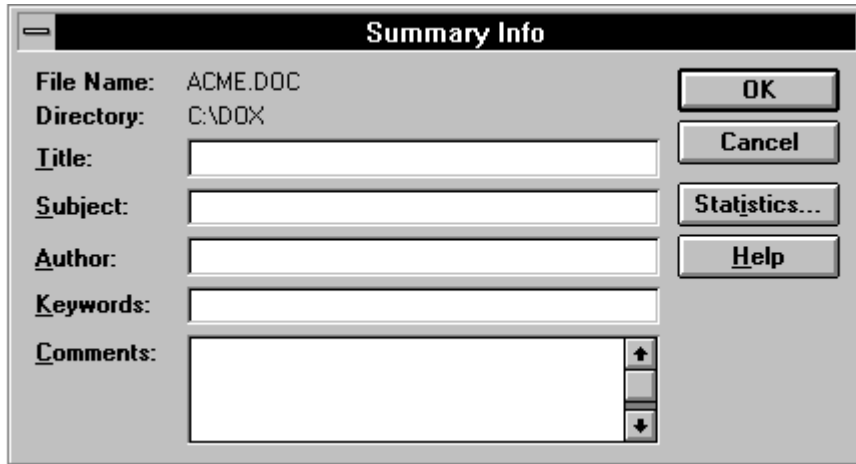 Summary Info
File Name: ACME.DOC
Directory: C:\DOX
Title:
Subject:
Author:
Keywords:
Comments:
OK
Cancel
Statistics...
Help